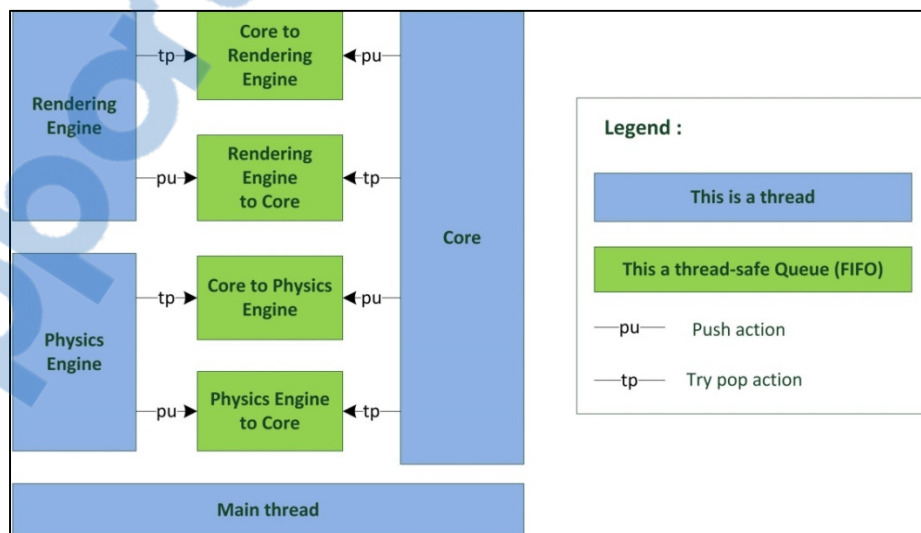 Rendering
Engine
tp
Core to
Rendering
Engine
pu
pu
Rendering
Engine
to Core
tp
Core
Physics
Engine
tp
Core to Physics
Engine
pu
pu
Physics Engine
to Core
tp
Main thread
Legend :
This is a thread
This a thread-safe Queue (FIFO)
pu
Push action
tp
Try pop action